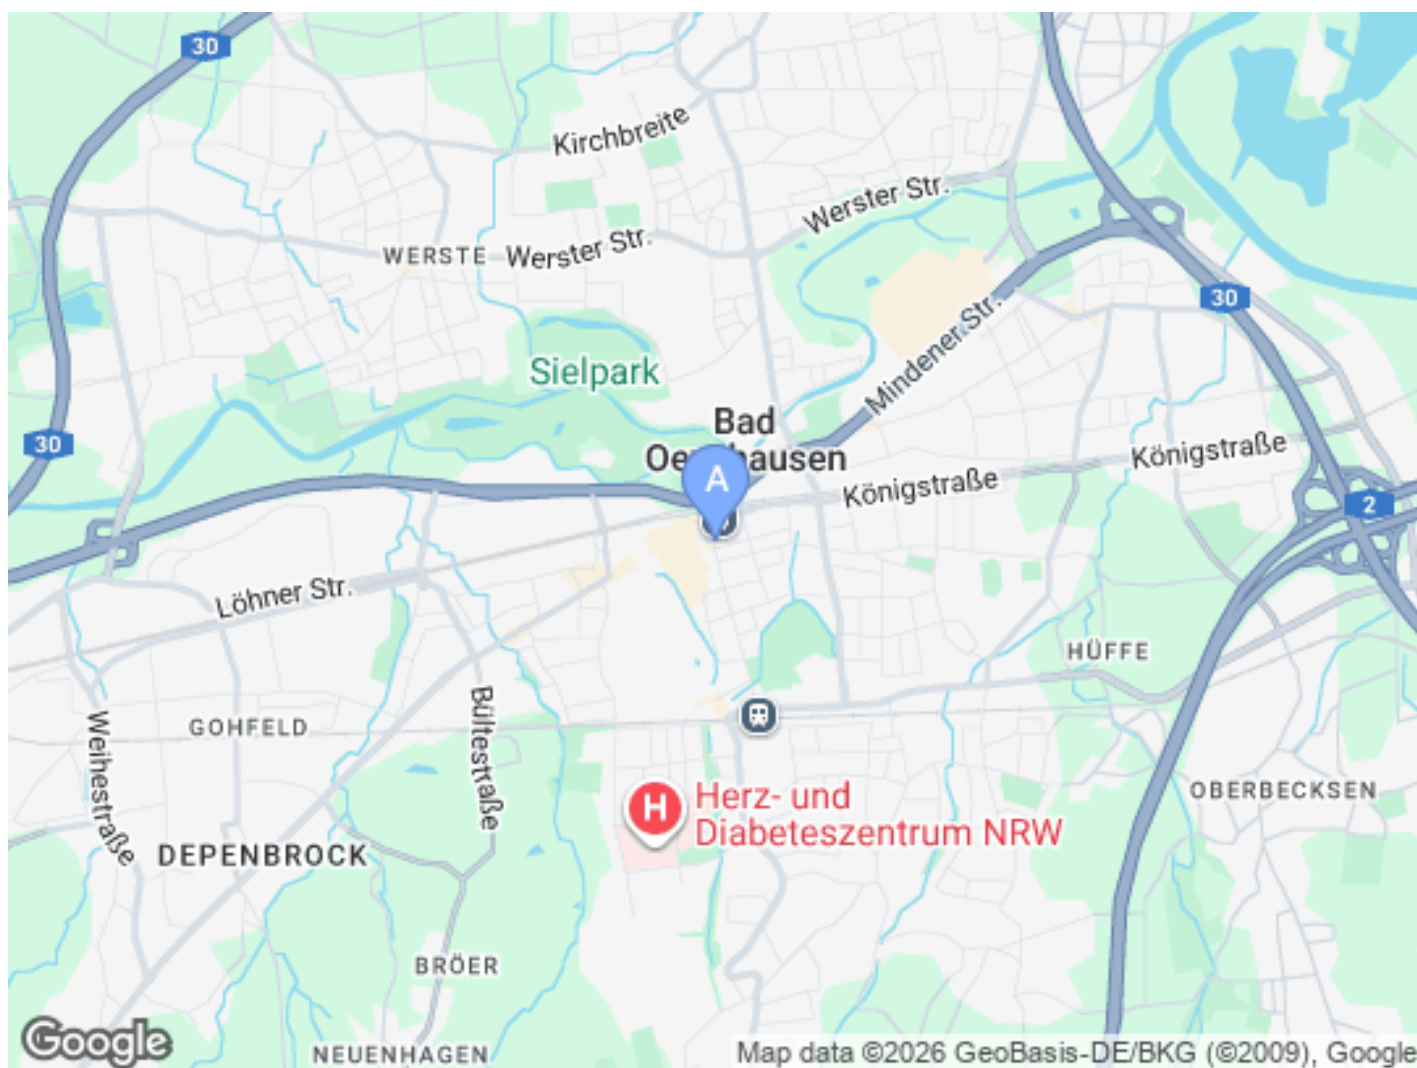 30
Kirchbreite
Werster Str.
WERSTE
Werster Str.
30
Mindener Str.
Sielpark
Bad
Oeynhausen
A
30
Königstraße
Königstraße
2
Löhner Str.
HÜFFE
Bültestraße
Weihestraße
GOHFELD
H
Herz- und
Diabeteszentrum NRW
OBERBECKSEN
DEPENBROCK
BRÖER
NEUENHAGEN
Google
Map data ©2026 GeoBasis-DE/BKG (©2009), Google